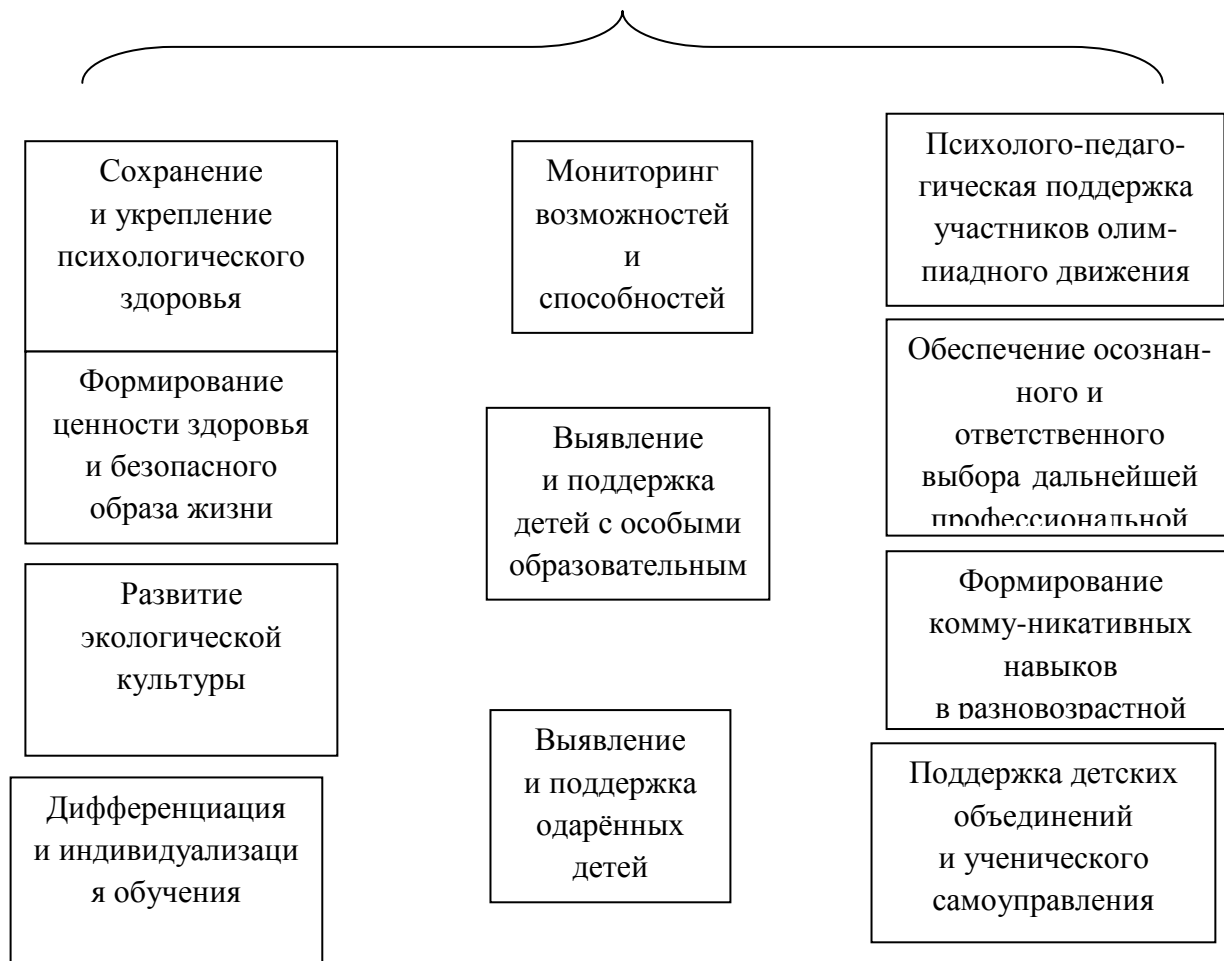 Сохранение
и укрепление
психологического
здоровья
Формирование
ценности здоровья
и безопасного
образа жизни
Развитие
экологической
культуры
Дифференциация
и индивидуализаци
я обучения
Мониторинг
возможностей
и
способностей
Выявление
и поддержка
детей с особыми
образовательным
Выявление
и поддержка
одарённых
детей
Психолого-педаго-
гическая поддержка
участников олим-
пиадного движения
Обеспечение осознан-
ного и
ответственного
выбора дальнейшей
профессиональной
Формирование
комму-никативных
навыков
в разновозрастной
Поддержка детских
объединений
и ученического
самоуправления